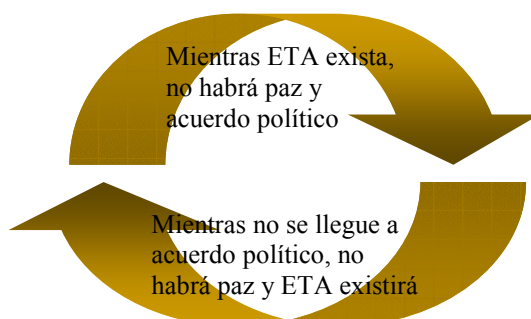 Mientras ETA exista,
no habrá paz y
acuerdo político
Mientras no se llegue a
acuerdo político, no
habrá paz y ETA existirá